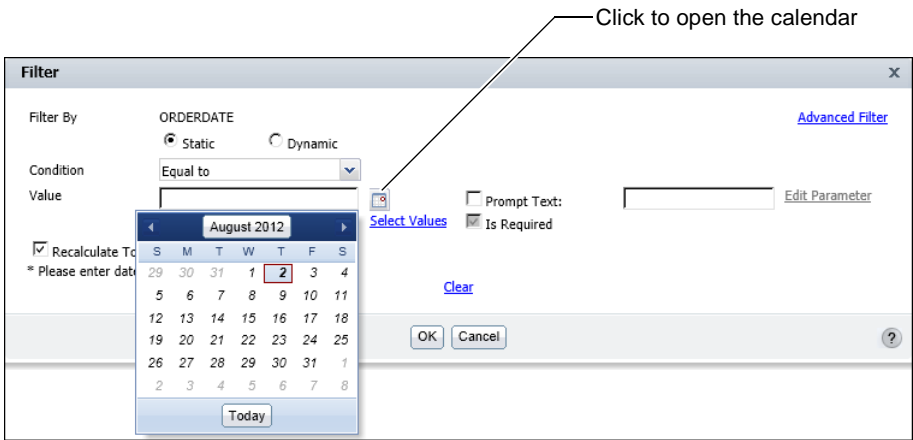 Click to open the calendar
Filter x
Filter By ORDERDATE Advanced Filter
Static Dynamic
Condition Equal to
Value Prompt Text: Edit Parameter
Select Values Is Required
August 2012
Recalculate To
S M T W T F S
* Please enter date
29 30 31 1 2 3 4
5 6 7 8 9 10 11
Clear
12 13 14 15 16 17 18
19 20 21 22 23 24 25
OK Cancel ?
26 27 28 29 30 31 1
2 3 4 5 6 7 8
Today